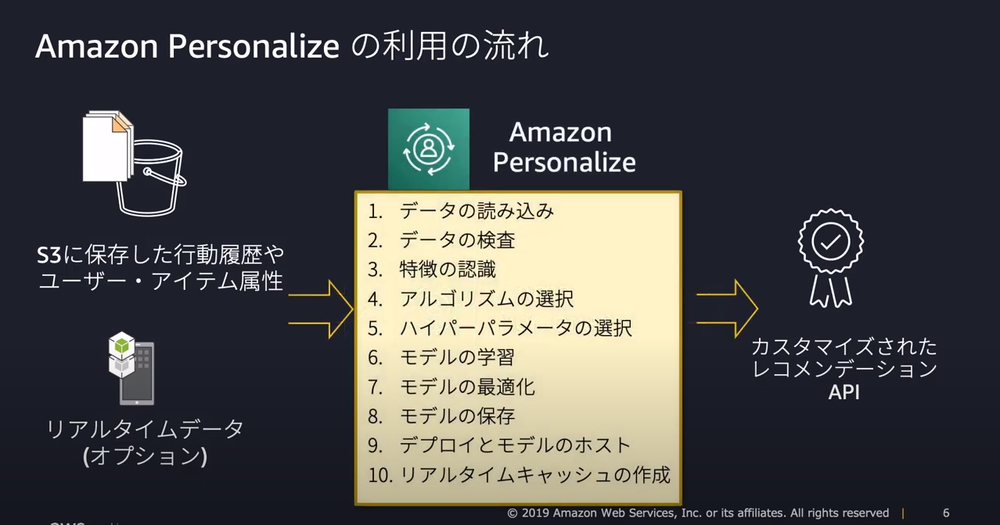 Amazon Personalize の利用の流れ
Amazon
Personalize
S3に保存した行動履歴や
ユーザー・アイテム属性
リアルタイムデータ
(オプション)
1. データの読み込み
2. データの検査
3. 特徴の認識
4. アルゴリズムの選択
5. ハイパーパラメータの選択
6. モデルの学習
7. モデルの最適化
8. モデルの保存
9. デプロイとモデルのホスト
10. リアルタイムキャッシュの作成
カスタマイズされた
レコメンデーション
API
© 2019 Amazon Web Services, Inc. or its affiliates. All rights reserved | 6